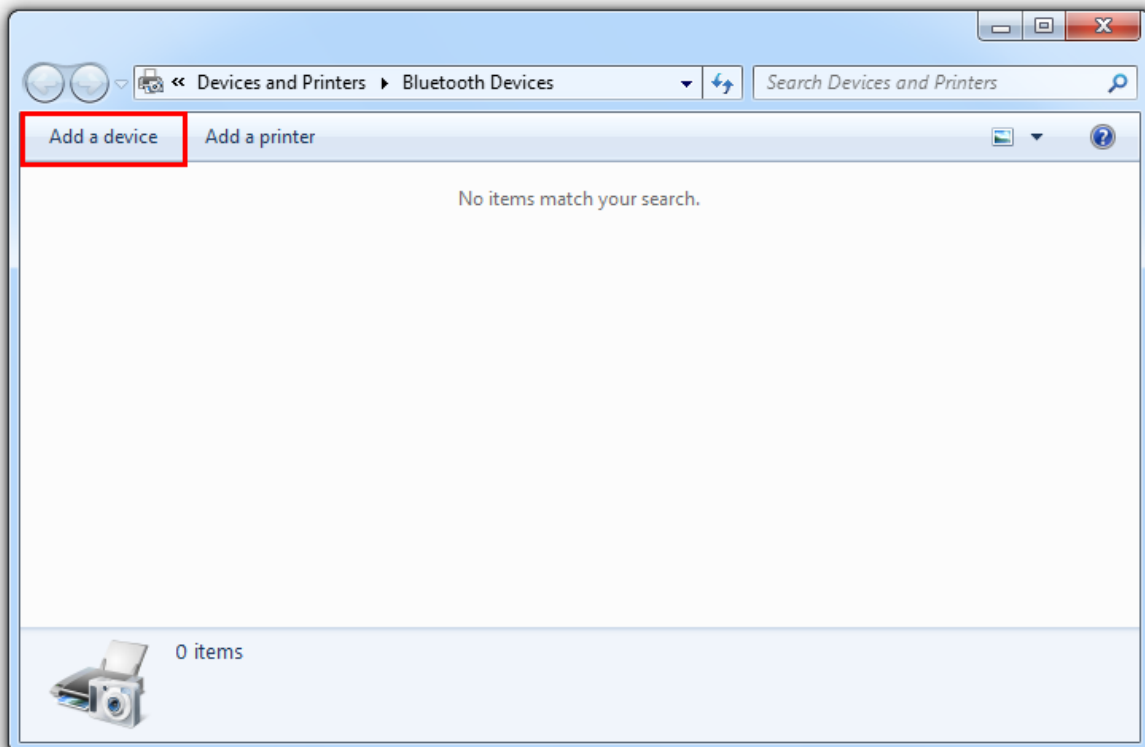 « Devices and Printers Bluetooth Devices Search Devices and Printers
Add a device Add a printer
No items match your search.
0 items